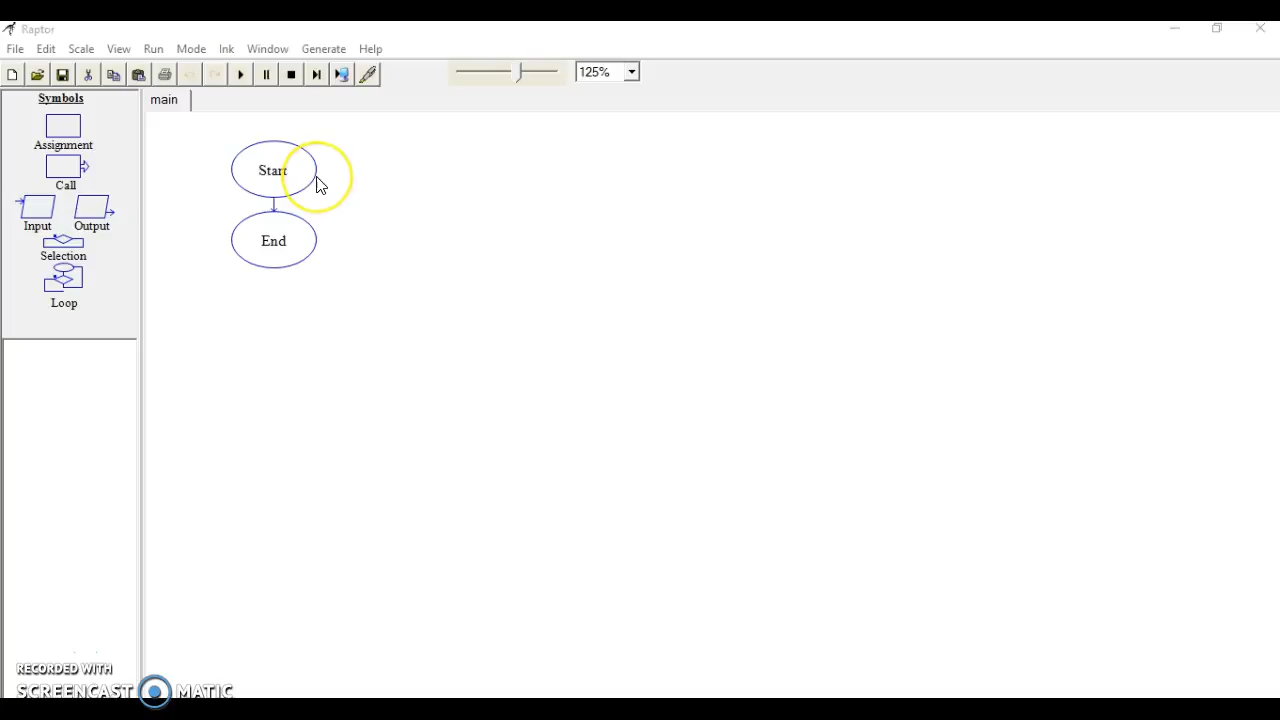 Raptor
File Edit Scale View Run Mode Ink Window Generate Help
125%
Symbols
main
Assignment
Call
Input Output
Selection
Loop
Start
End
RECORDED WITH
SCREENCAST MATIC